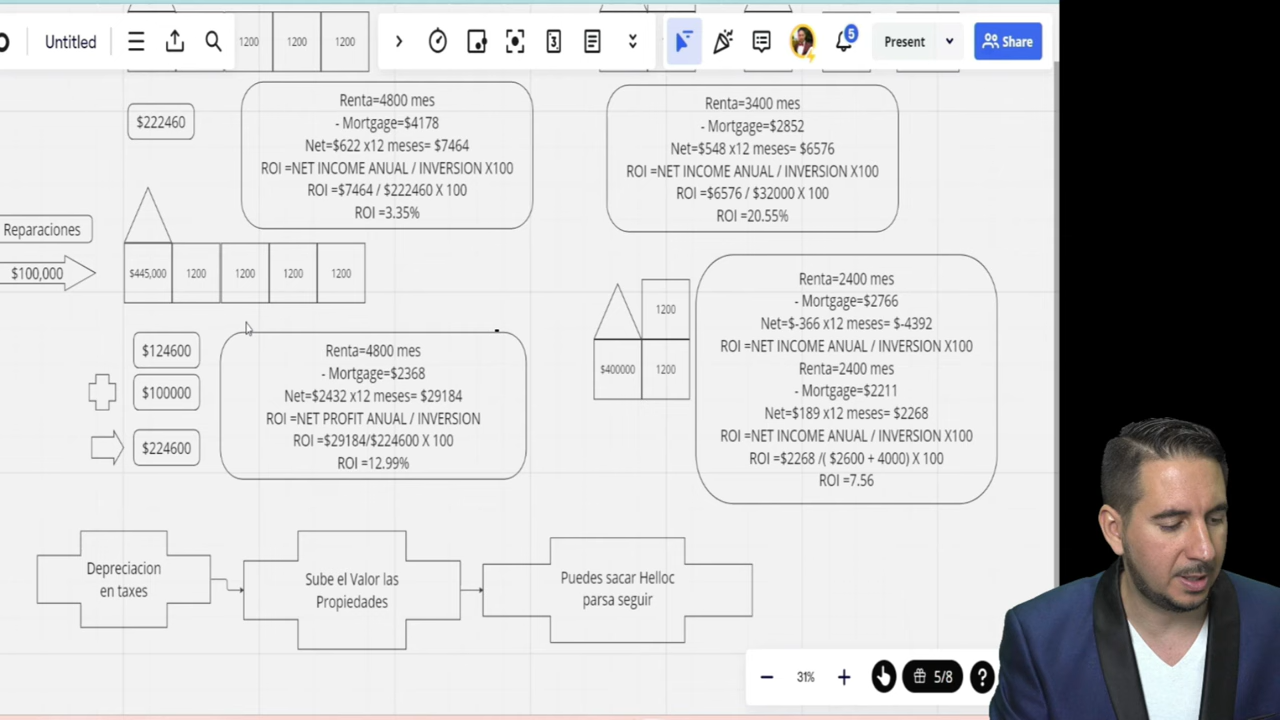 Untitled
1200
1200
1200
3
5
Present
Share
$222460
Renta=4800 mes
- Mortgage=$4178
Net=$622 x12 meses= $7464
ROI =NET INCOME ANUAL / INVERSION X100
ROI =$7464 / $222460 X 100
ROI =3.35%
Renta=3400 mes
- Mortgage=$2852
Net=$548 x12 meses= $6576
ROI =NET INCOME ANUAL / INVERSION X100
ROI =$6576 / $32000 X 100
ROI =20.55%
Reparaciones
$100,000
$445,000
1200
1200
1200
1200
$124600
$100000
$224600
Renta=4800 mes
- Mortgage=$2368
Net=$2432 x12 meses= $29184
ROI =NET PROFIT ANUAL / INVERSION
ROI =$29184/$224600 X 100
ROI =12.99%
1200
$400000
1200
Renta=2400 mes
- Mortgage=$2766
Net=$-366 x12 meses= $-4392
ROI =NET INCOME ANUAL / INVERSION X100
Renta=2400 mes
- Mortgage=$2211
Net=$189 x12 meses= $2268
ROI =NET INCOME ANUAL / INVERSION X100
ROI =$2268 /( $2600 + 4000) X 100
ROI =7.56
Depreciacion
en taxes
Sube el Valor las
Propiedades
Puedes sacar Helloc
parsa seguir
31%
5/8
?